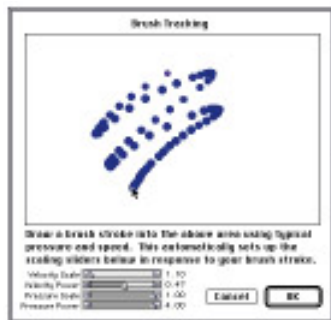 Brush Tracking
Draw a brush stroke into the above area using typical
pressure and speed. This automatically sets up the
scaling sliders below in response to your brush stroke.
Velocity Scale 1.10
Velocity Power 0.47
Pressure Scale 1.00
Pressure Power 4.00
Cancel OK